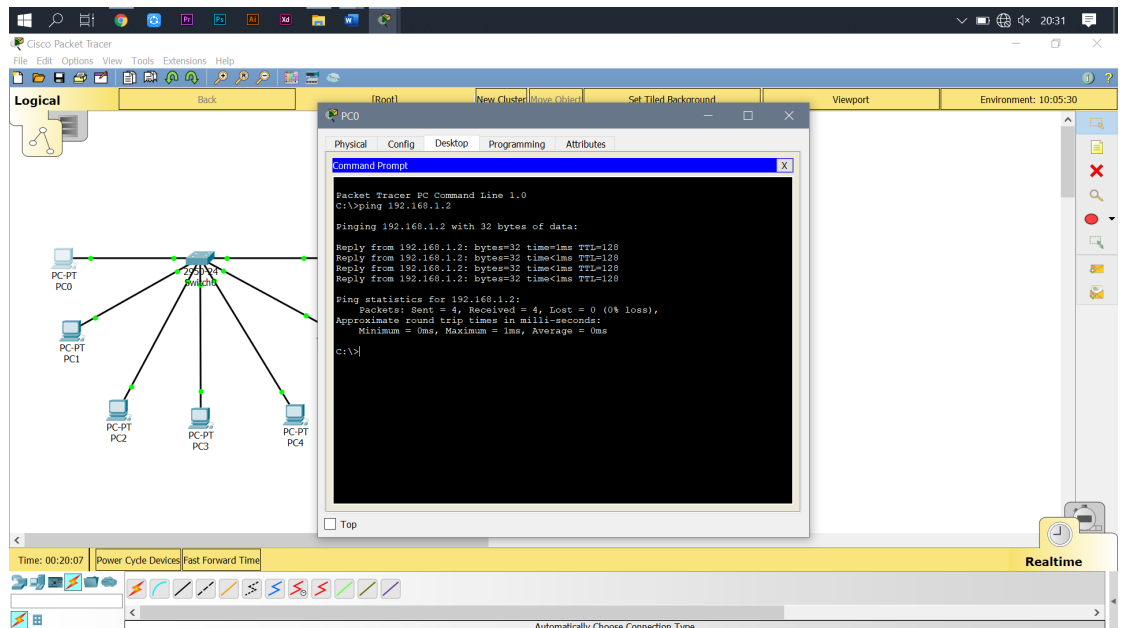 Pr Ps Ai Xd
20:31
Cisco Packet Tracer
File Edit Options View Tools Extensions Help
Logical
Back
[Root]
New Cluster
Move Object
Set Tiled Background
Viewport
Environment: 10:05:30
PC0
Physical Config Desktop Programming Attributes
Command Prompt
X
Packet Tracer PC Command Line 1.0
C:\>ping 192.168.1.2
Pinging 192.168.1.2 with 32 bytes of data:
Reply from 192.168.1.2: bytes=32 time=1ms TTL=128
Reply from 192.168.1.2: bytes=32 time<1ms TTL=128
Reply from 192.168.1.2: bytes=32 time<1ms TTL=128
Reply from 192.168.1.2: bytes=32 time<1ms TTL=128
Ping statistics for 192.168.1.2:
Packets: Sent = 4, Received = 4, Lost = 0 (0% loss),
Approximate round trip times in milli-seconds:
Minimum = 0ms, Maximum = 1ms, Average = 0ms
C:\>
Top
PC-PT
PC0
2950-24
Switch0
PC-PT
PC1
PC-PT
PC2
PC-PT
PC3
PC-PT
PC4
Time: 00:20:07
Power Cycle Devices
Fast Forward Time
Realtime
Automatically Choose Connection Type